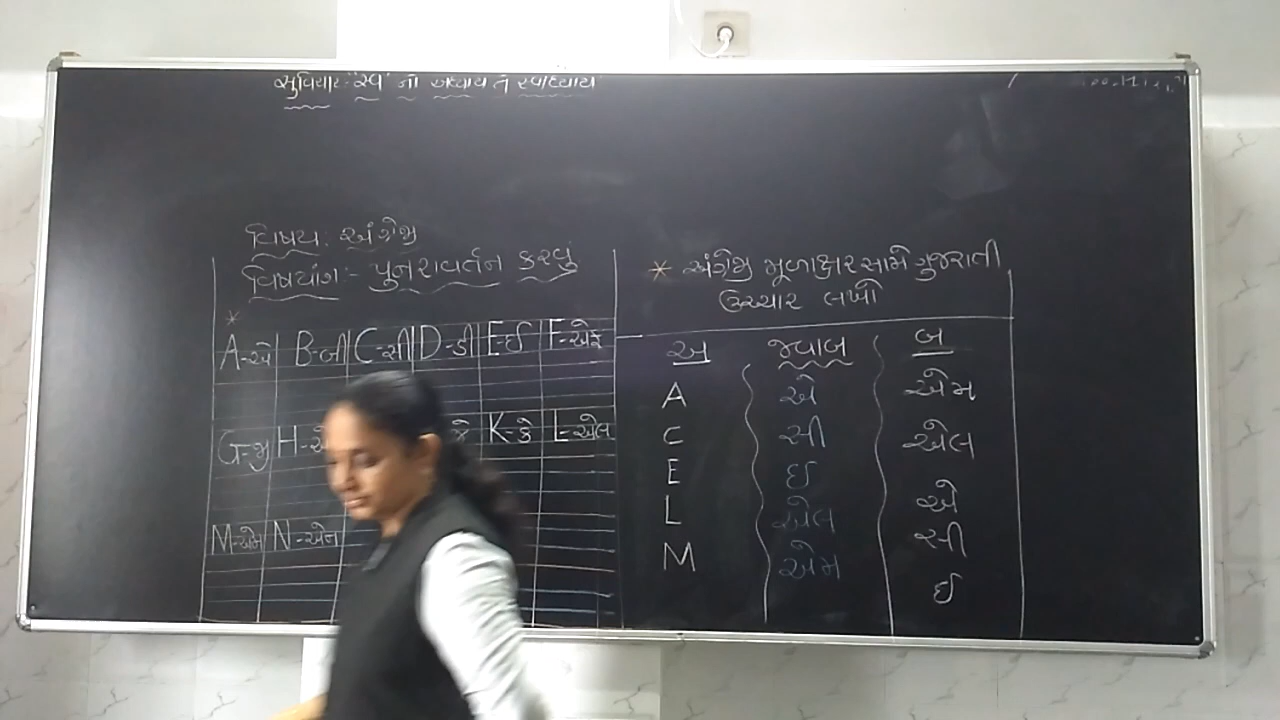 સુવિચાર: "સ્વ" નો અધ્યાય તે સ્વાધ્યાય
વિષય: અંગ્રેજી
વિષયાંગ:- પુનરાવર્તન કરવું
*
A-એ B-બી C-સી D-ડી E-ઈ F-એફ
G-જી H- K-કે L-એલ
M-એમ N-એન
* અંગ્રેજી મૂળાક્ષર સામે ગુજરાતી
ઉચ્ચાર લખો
અ જવાબ બ
A એ એમ
C સી એલ
E ઈ એ
L એલ સી
M એમ ઈ